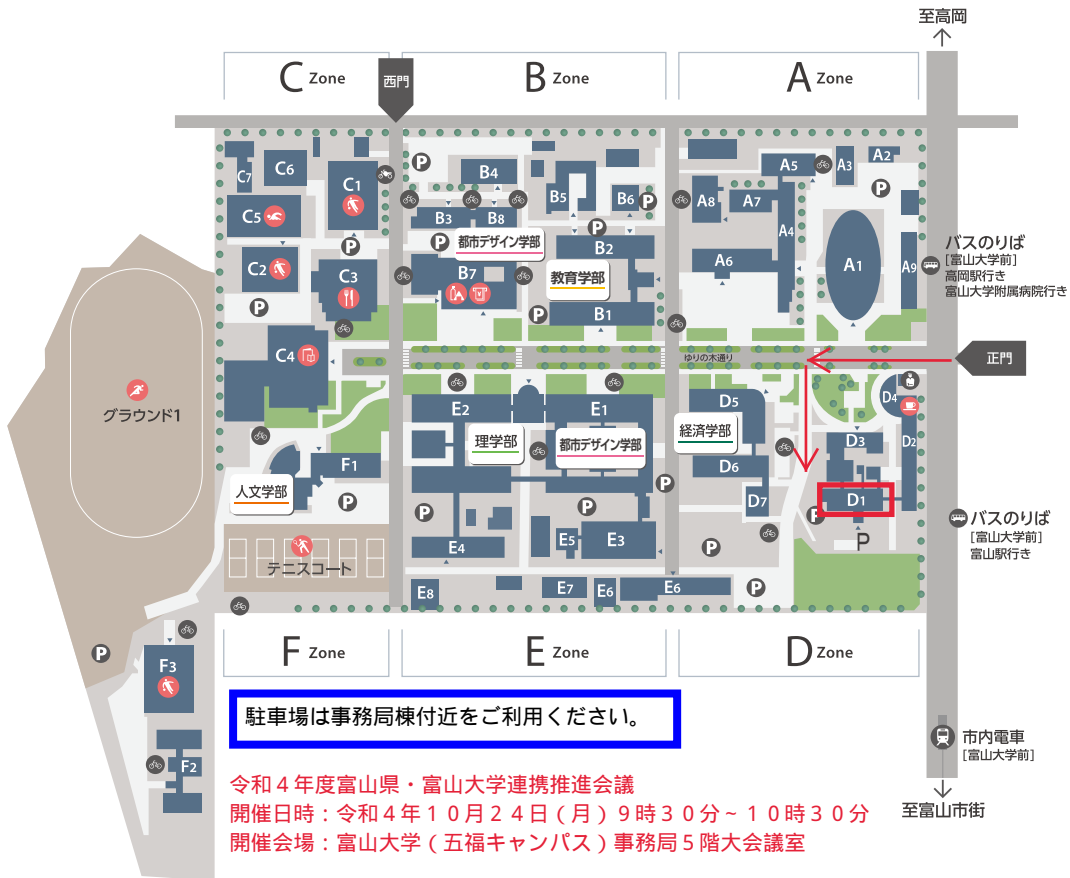 至高岡
C Zone
B Zone
A Zone
西門
C7
C6
C1
C5
C2
C3
C4
P
B4
B3
B8
B5
B6
P
都市デザイン学部
B2
B7
教育学部
B1
P
A5
A3
A2
A8
A7
A4
A6
A1
A9
P
バスのりば
[富山大学前]
高岡駅行き
富山大学附属病院行き
ゆりの木通り
正門
グラウンド1
E2
E1
D5
D4
理学部
都市デザイン学部
経済学部
D3
D2
F1
D6
人文学部
P
D7
D1
P
E5
E3
E4
P
バスのりば
[富山大学前]
富山駅行き
テニスコート
E8
E7
E6
E6
P
F Zone
E Zone
D Zone
P
F3
F2
駐車場は事務局棟付近をご利用ください。
市内電車
[富山大学前]
至富山市街
令和４年度富山県・富山大学連携推進会議
開催日時：令和４年１０月２４日（月）９時３０分~１０時３０分
開催会場：富山大学（五福キャンパス）事務局５階大会議室